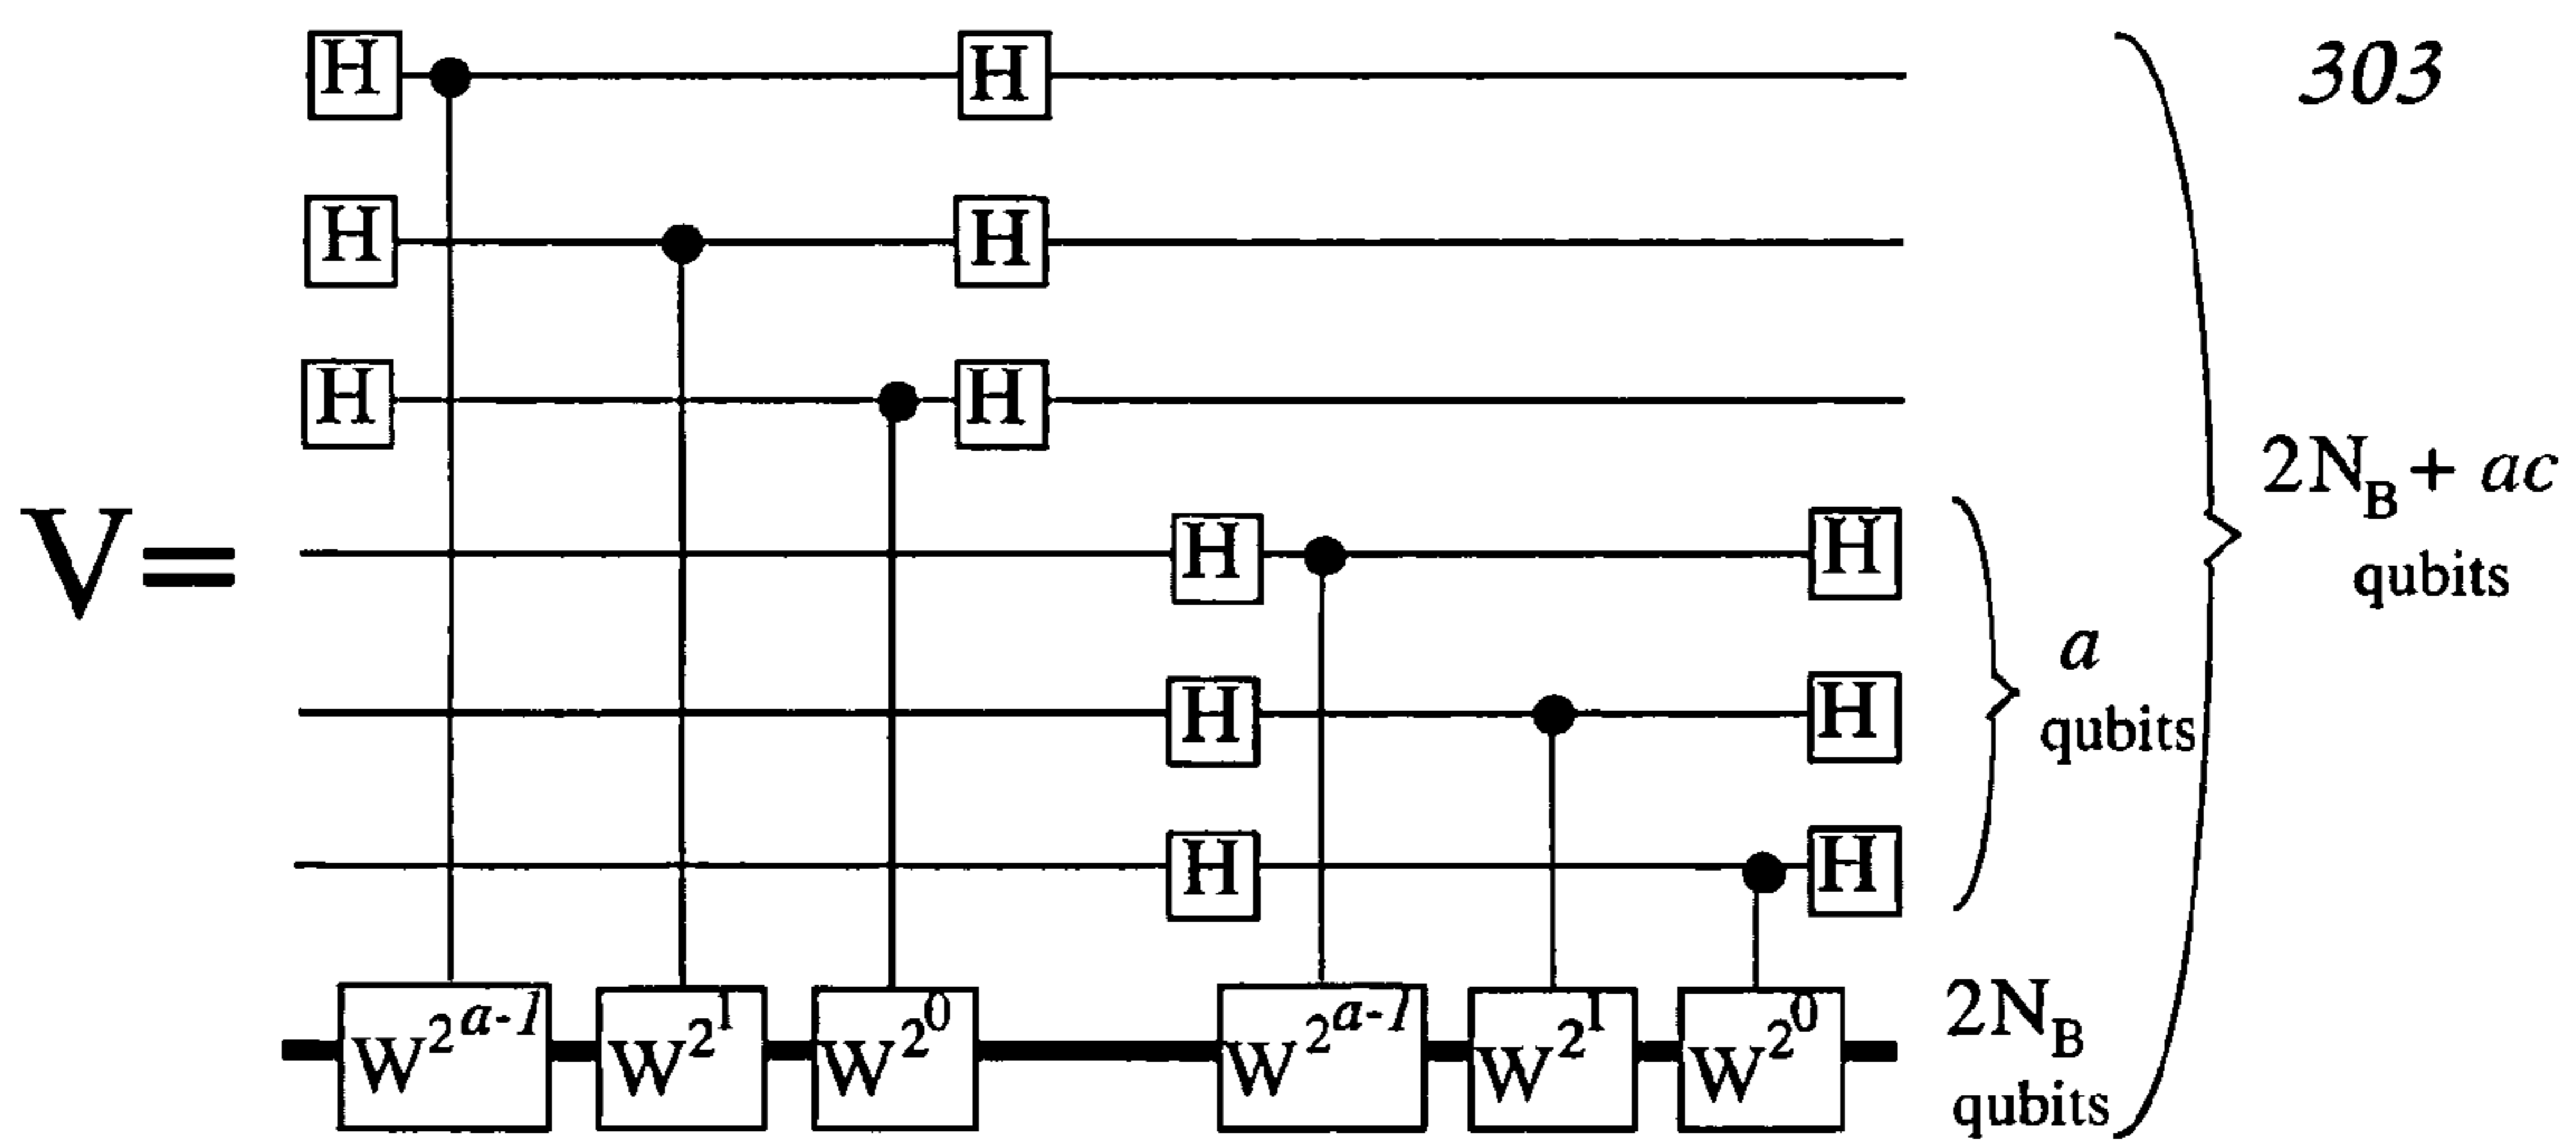 H H 303
H H
H H
V= H H
2N_B + ac
qubits
a
qubits
H H
H H
W^{2^{a-1}} W^{2^1} W^{2^0} W^{2^{a-1}} W^{2^1} W^{2^0}
2N_B
qubits